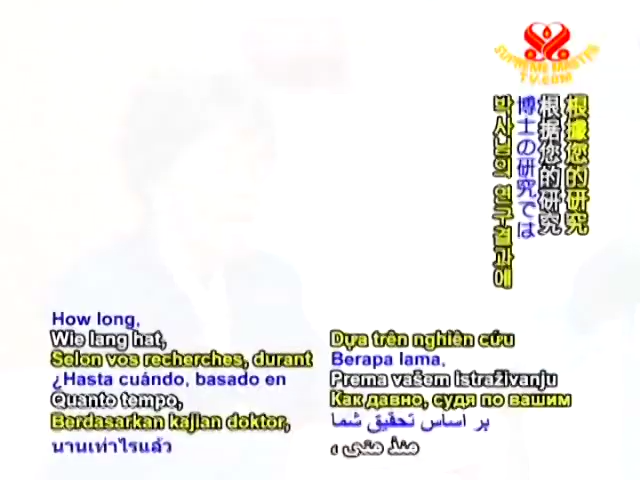 SUPREME MASTER
TV.COM
根據您的研究
根据您的研究
博士の研究では
박사님의 연구결과에
How long,
Wie lang hat,
Selon vos recherches, durant
¿Hasta cuándo, basado en
Quanto tempo,
Berdasarkan kajian doktor,
นานเท่าไรแล้ว
Dựa trên nghiên cứu
Berapa lama,
Prema vašem istraživanju
Как давно, судя по вашим
بر اساس تحقیق شما
منذ متى ،